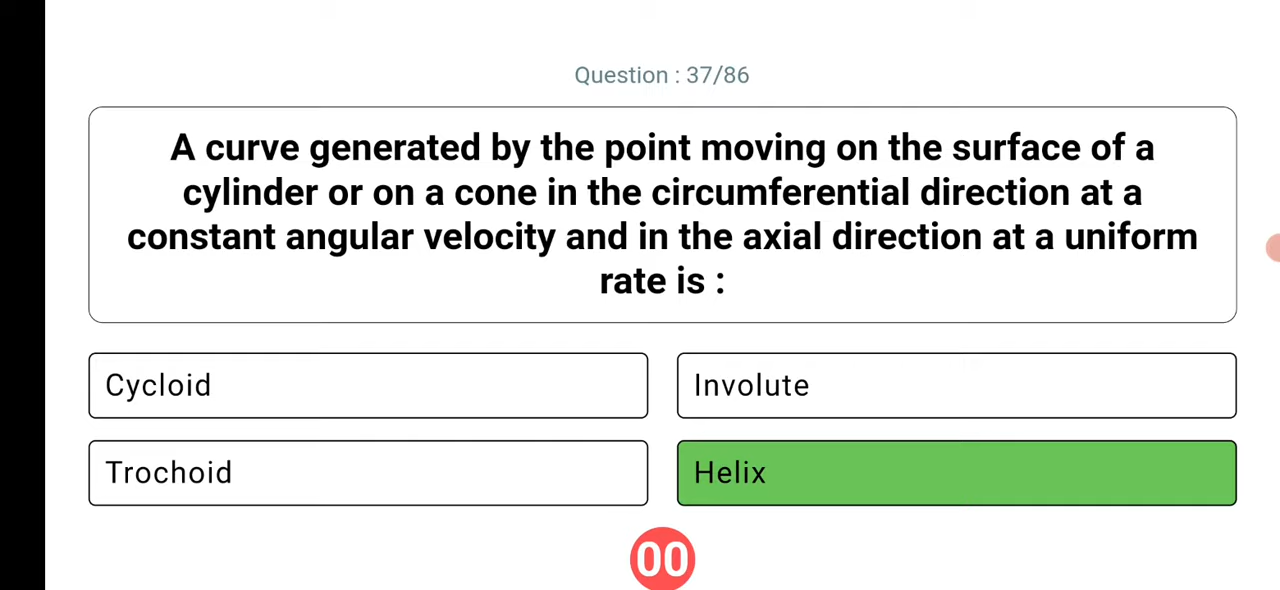 Question : 37/86
A curve generated by the point moving on the surface of a
cylinder or on a cone in the circumferential direction at a
constant angular velocity and in the axial direction at a uniform
rate is :
Cycloid
Involute
Trochoid
Helix
00